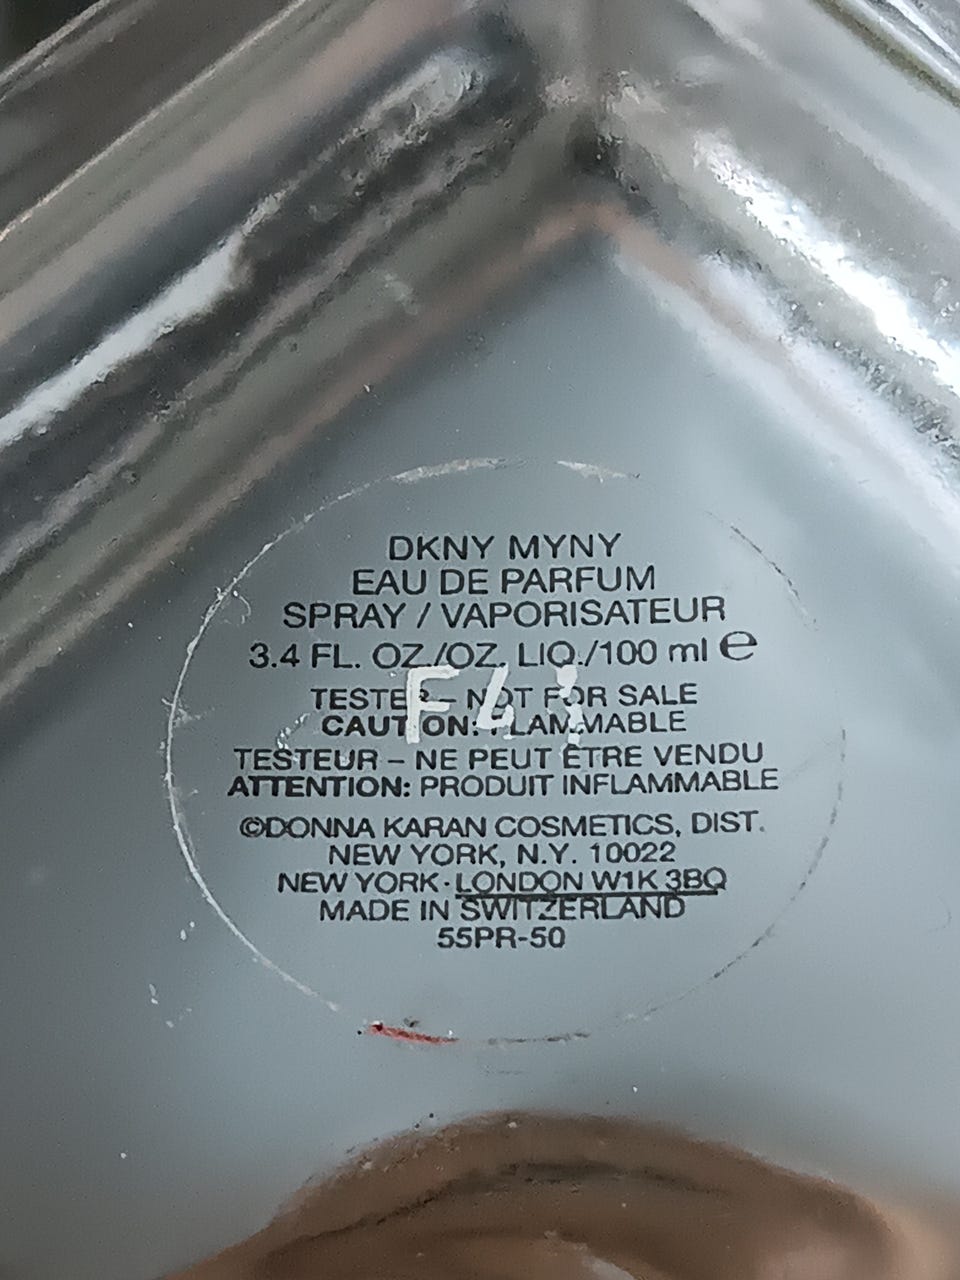 DKNY MYNY
EAU DE PARFUM
SPRAY / VAPORISATEUR
3.4 FL. OZ./OZ. LIQ./100 ml e
TESTER – NOT FOR SALE
CAUTION: FLAMMABLE
TESTEUR – NE PEUT ÊTRE VENDU
ATTENTION: PRODUIT INFLAMMABLE
©DONNA KARAN COSMETICS, DIST.
NEW YORK, N.Y. 10022
NEW YORK · LONDON W1K 3BQ
MADE IN SWITZERLAND
55PR-50